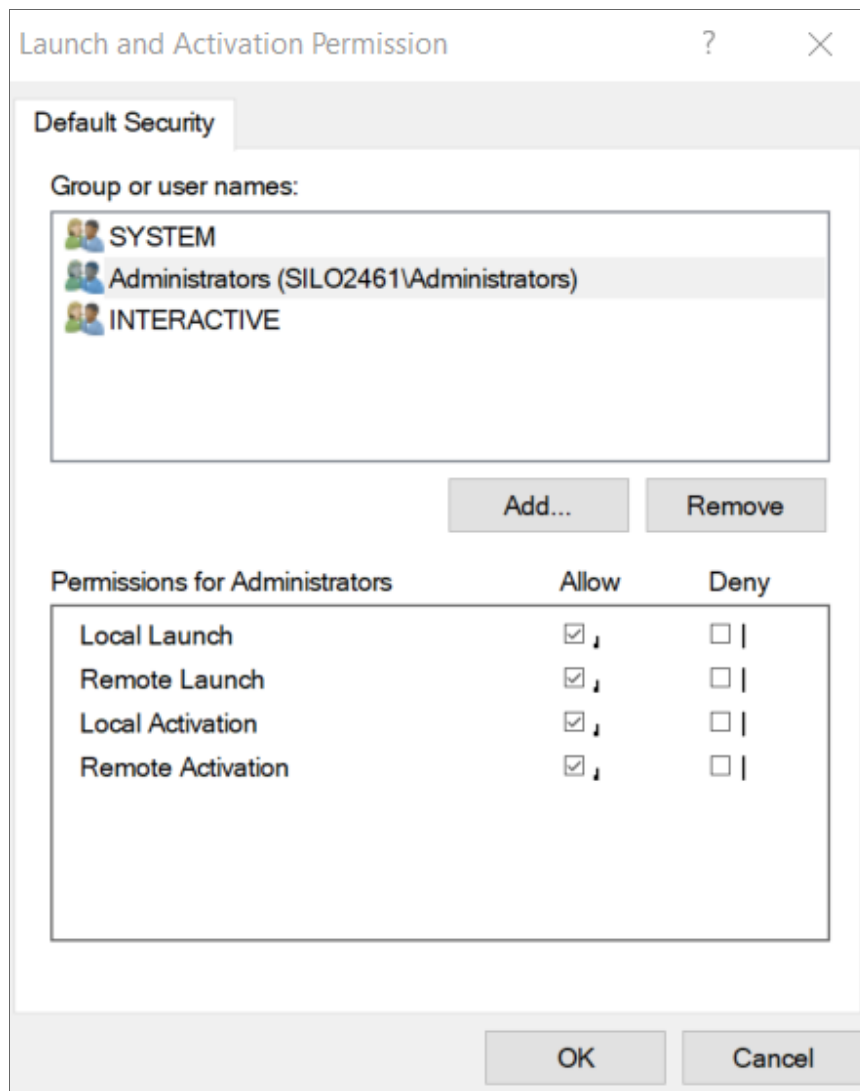 Launch and Activation Permission ?
Default Security
Group or user names:
SYSTEM
Administrators (SILO2461\Administrators)
INTERACTIVE
Add... Remove
Permissions for Administrators Allow Deny
Local Launch
Remote Launch
Local Activation
Remote Activation
OK Cancel